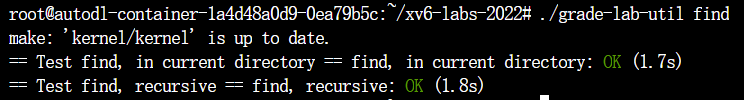 root@autodl-container-1a4d48a0d9-0ea79b5c:~/xv6-labs-2022# ./grade-lab-util find
make: 'kernel/kernel' is up to date.
== Test find, in current directory == find, in current directory: OK (1.7s)
== Test find, recursive == find, recursive: OK (1.8s)